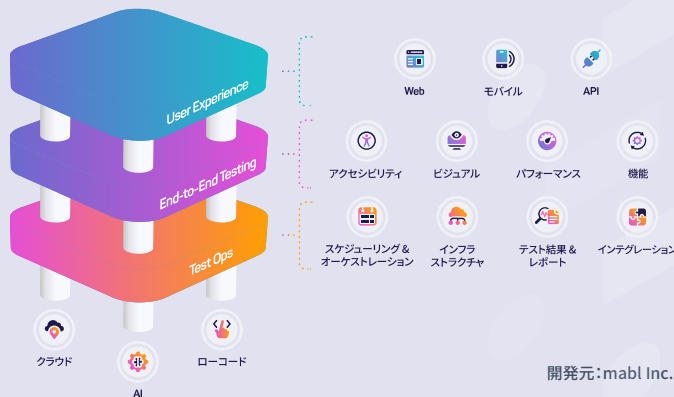 User Experience
Web
モバイル
API
End-to-End Testing
アクセシビリティ
ビジュアル
パフォーマンス
機能
Test Ops
スケジューリング &
オーケストレーション
インフラ
ストラクチャ
テスト結果 &
レポート
インテグレーション
クラウド
AI
ローコード
開発元：mabl Inc.